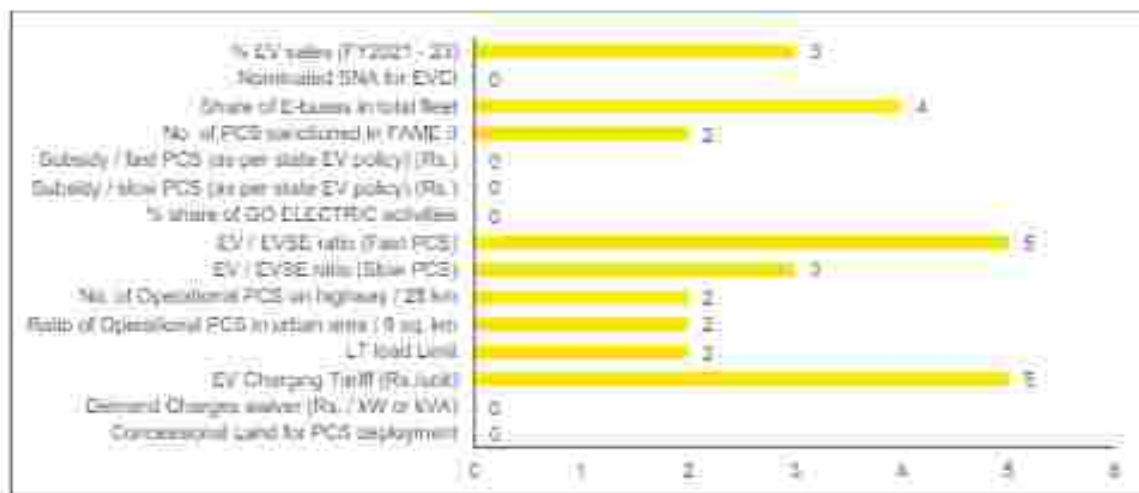 % EV sales (FY2021 - 23) 3
Nominated SNA for EVCI 0
Share of E-buses in total fleet 4
No. of PCS sanctioned in FAME II 2
Subsidy / fast PCS (as per state EV policy) (Rs.) 0
Subsidy / slow PCS (as per state EV policy) (Rs.) 0
% share of GO ELECTRIC activities 0
EV / EVSE ratio (Fast PCS) 5
EV / EVSE ratio (Slow PCS) 3
No. of Operational PCS on highway / 25 km 2
Ratio of Operational PCS in urban area / 9 sq. km 2
LT load Limit 2
EV Charging Tariff (Rs./unit) 5
Demand Charges waiver (Rs. / kW or kVA) 0
Concessional Land for PCS deployment 0
0 1 2 3 4 5 6